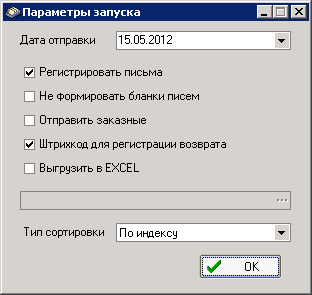 Параметры запуска
Дата отправки 15.05.2012
Регистрировать письма
Не формировать бланки писем
Отправить заказные
Штрихкод для регистрации возврата
Выгрузить в EXCEL
...
Тип сортировки По индексу
OK